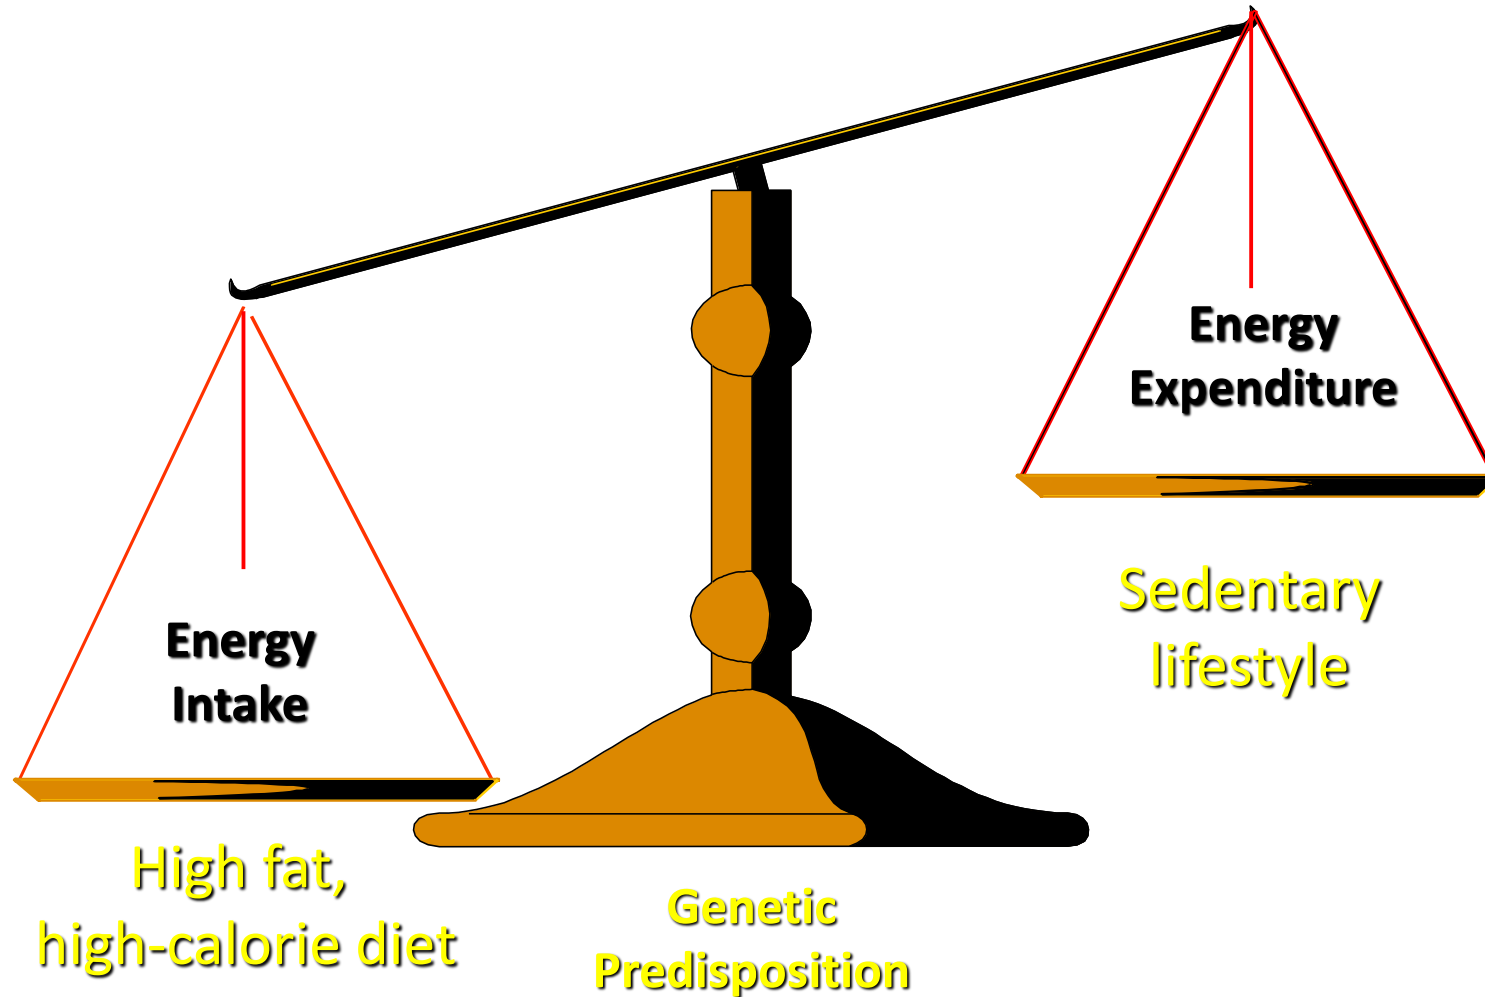 Energy
Expenditure
Sedentary
lifestyle
Energy
Intake
High fat,
high-calorie diet
Genetic
Predisposition